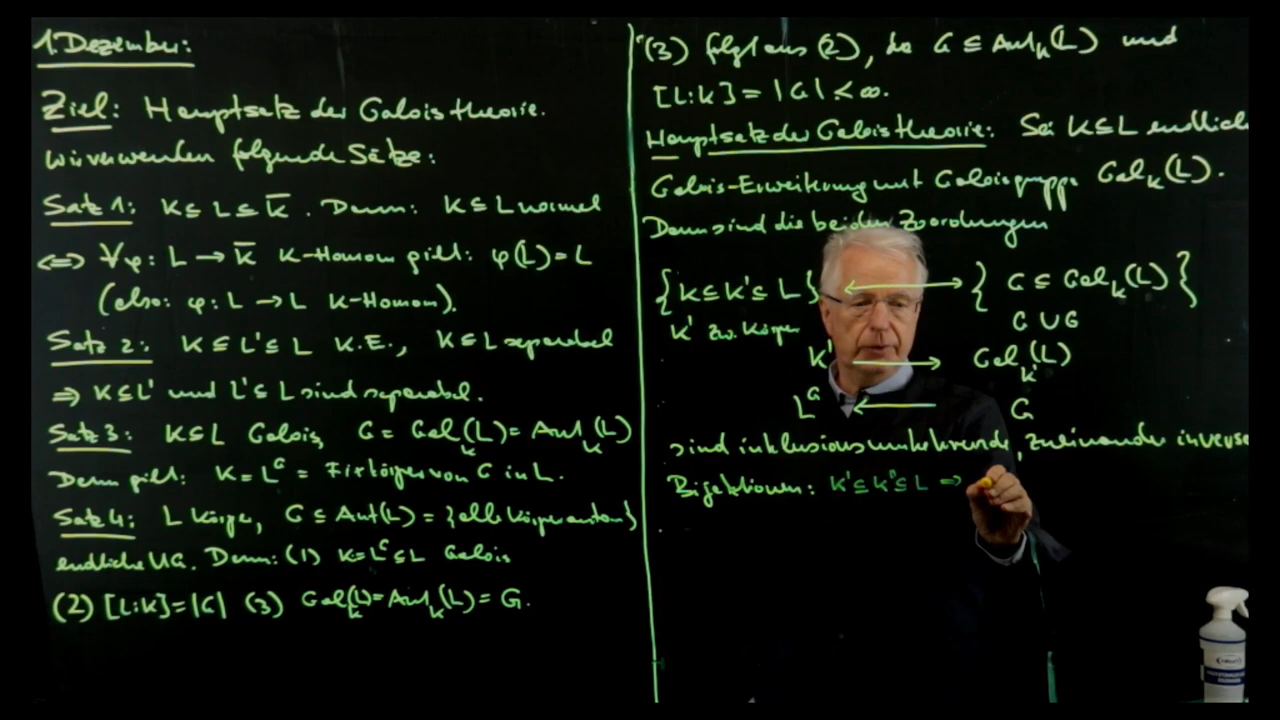 1. Dezember:
Ziel: Hauptsatz der Galoistheorie.
Wir verwenden folgende Sätze:
Satz 1: K ⊆ L ⊆ K̅. Dann: K ⊆ L normal
⇔ ∀φ: L → K̅ K-Homom gilt: φ(L) = L
(also: φ: L → L K-Homom).
Satz 2: K ⊆ L' ⊆ L K.E., K ⊆ L separabel
⇒ K ⊆ L' und L' ⊆ L sind separabel.
Satz 3: K ⊆ L Galois, G = Gal_K(L) = Aut_K(L)
Dann gilt: K = L^G = Fixkörper von G in L.
Satz 4: L Körper, G ⊆ Aut(L) = {alle Körperautom}
endliche UG. Dann: (1) K = L^G ⊆ L Galois
(2) [L:K] = |G| (3) Gal_K(L) = Aut_K(L) = G.
(3) folgt aus (2), da G ⊆ Aut_K(L) und
[L:K] = |G| < ∞.
Hauptsatz der Galoistheorie: Sei K ⊆ L endliche
Galois-Erweiterung mit Galoisgruppe Gal_K(L).
Dann sind die beiden Zuordnungen
{K ⊆ K' ⊆ L} ↔ {G ⊆ Gal_K(L)}
K' Zw. Körper G UG
K' → Gal_K'(L)
L^G ← G
sind inklusionsumkehrende, zueinander inverse
Bijektionen: K' ⊆ K'' ⊆ L ⇒